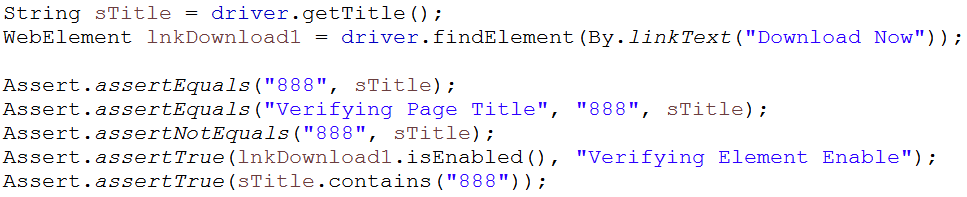 String sTitle = driver.getTitle();
WebElement lnkDownload1 = driver.findElement(By.linkText("Download Now"));
Assert.assertEquals("888", sTitle);
Assert.assertEquals("Verifying Page Title", "888", sTitle);
Assert.assertNotEquals("888", sTitle);
Assert.assertTrue(lnkDownload1.isEnabled(), "Verifying Element Enable");
Assert.assertTrue(sTitle.contains("888"));